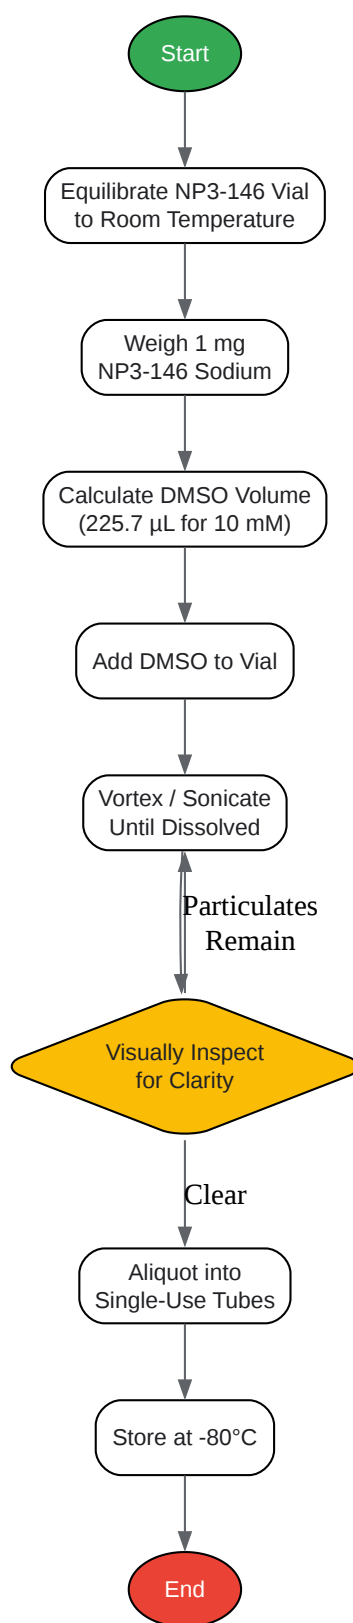 Start
Equilibrate NP3-146 Vial
to Room Temperature
Weigh 1 mg
NP3-146 Sodium
Calculate DMSO Volume
(225.7 µL for 10 mM)
Add DMSO to Vial
Vortex / Sonicate
Until Dissolved
Particulates
Remain
Visually Inspect
for Clarity
Clear
Aliquot into
Single-Use Tubes
Store at -80°C
End